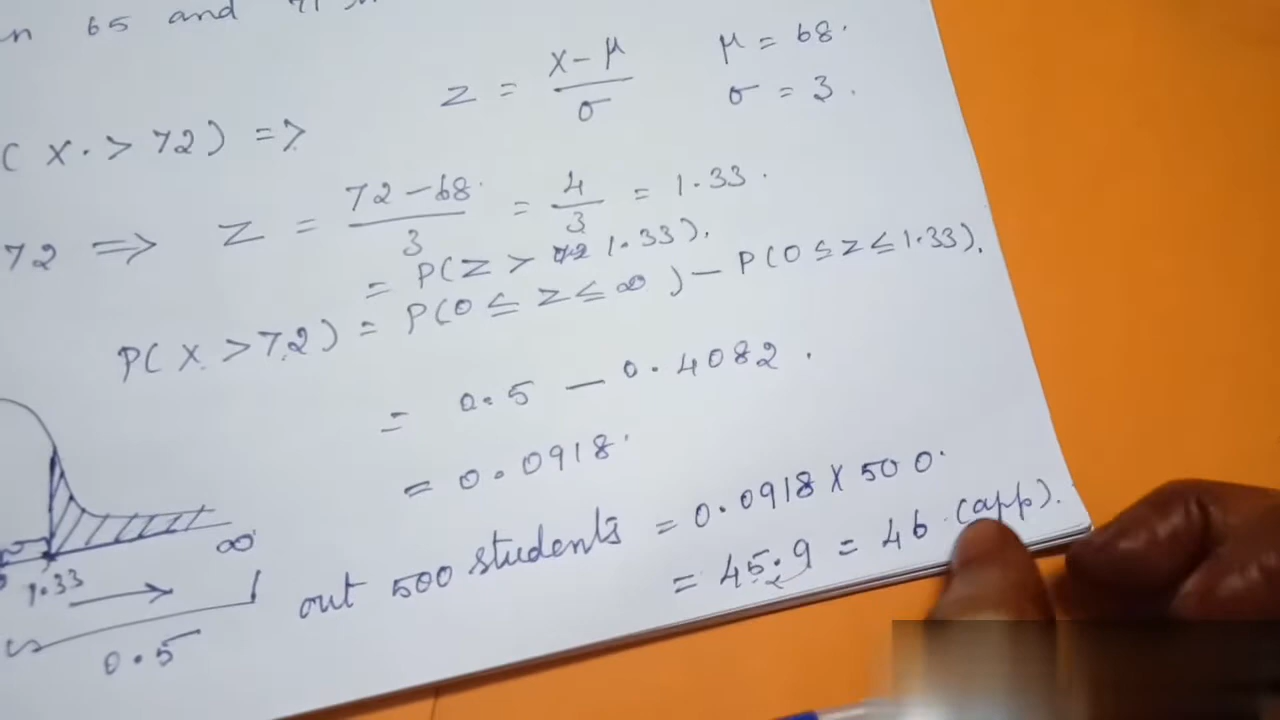 65 and
z = x - μ / σ μ = 68.
σ = 3.
(x. > 72) =>
72 => z = 72 - 68 / 3 = 4 / 3 = 1.33.
= P(z > 1.33).
P(x > 72) = P(0 ≤ z ≤ ∞) - P(0 ≤ z ≤ 1.33).
= 0.5 - 0.4082.
= 0.0918.
out 500 students = 0.0918 x 500.
= 45.9 = 46 (app).
1.33 ∞
0.5